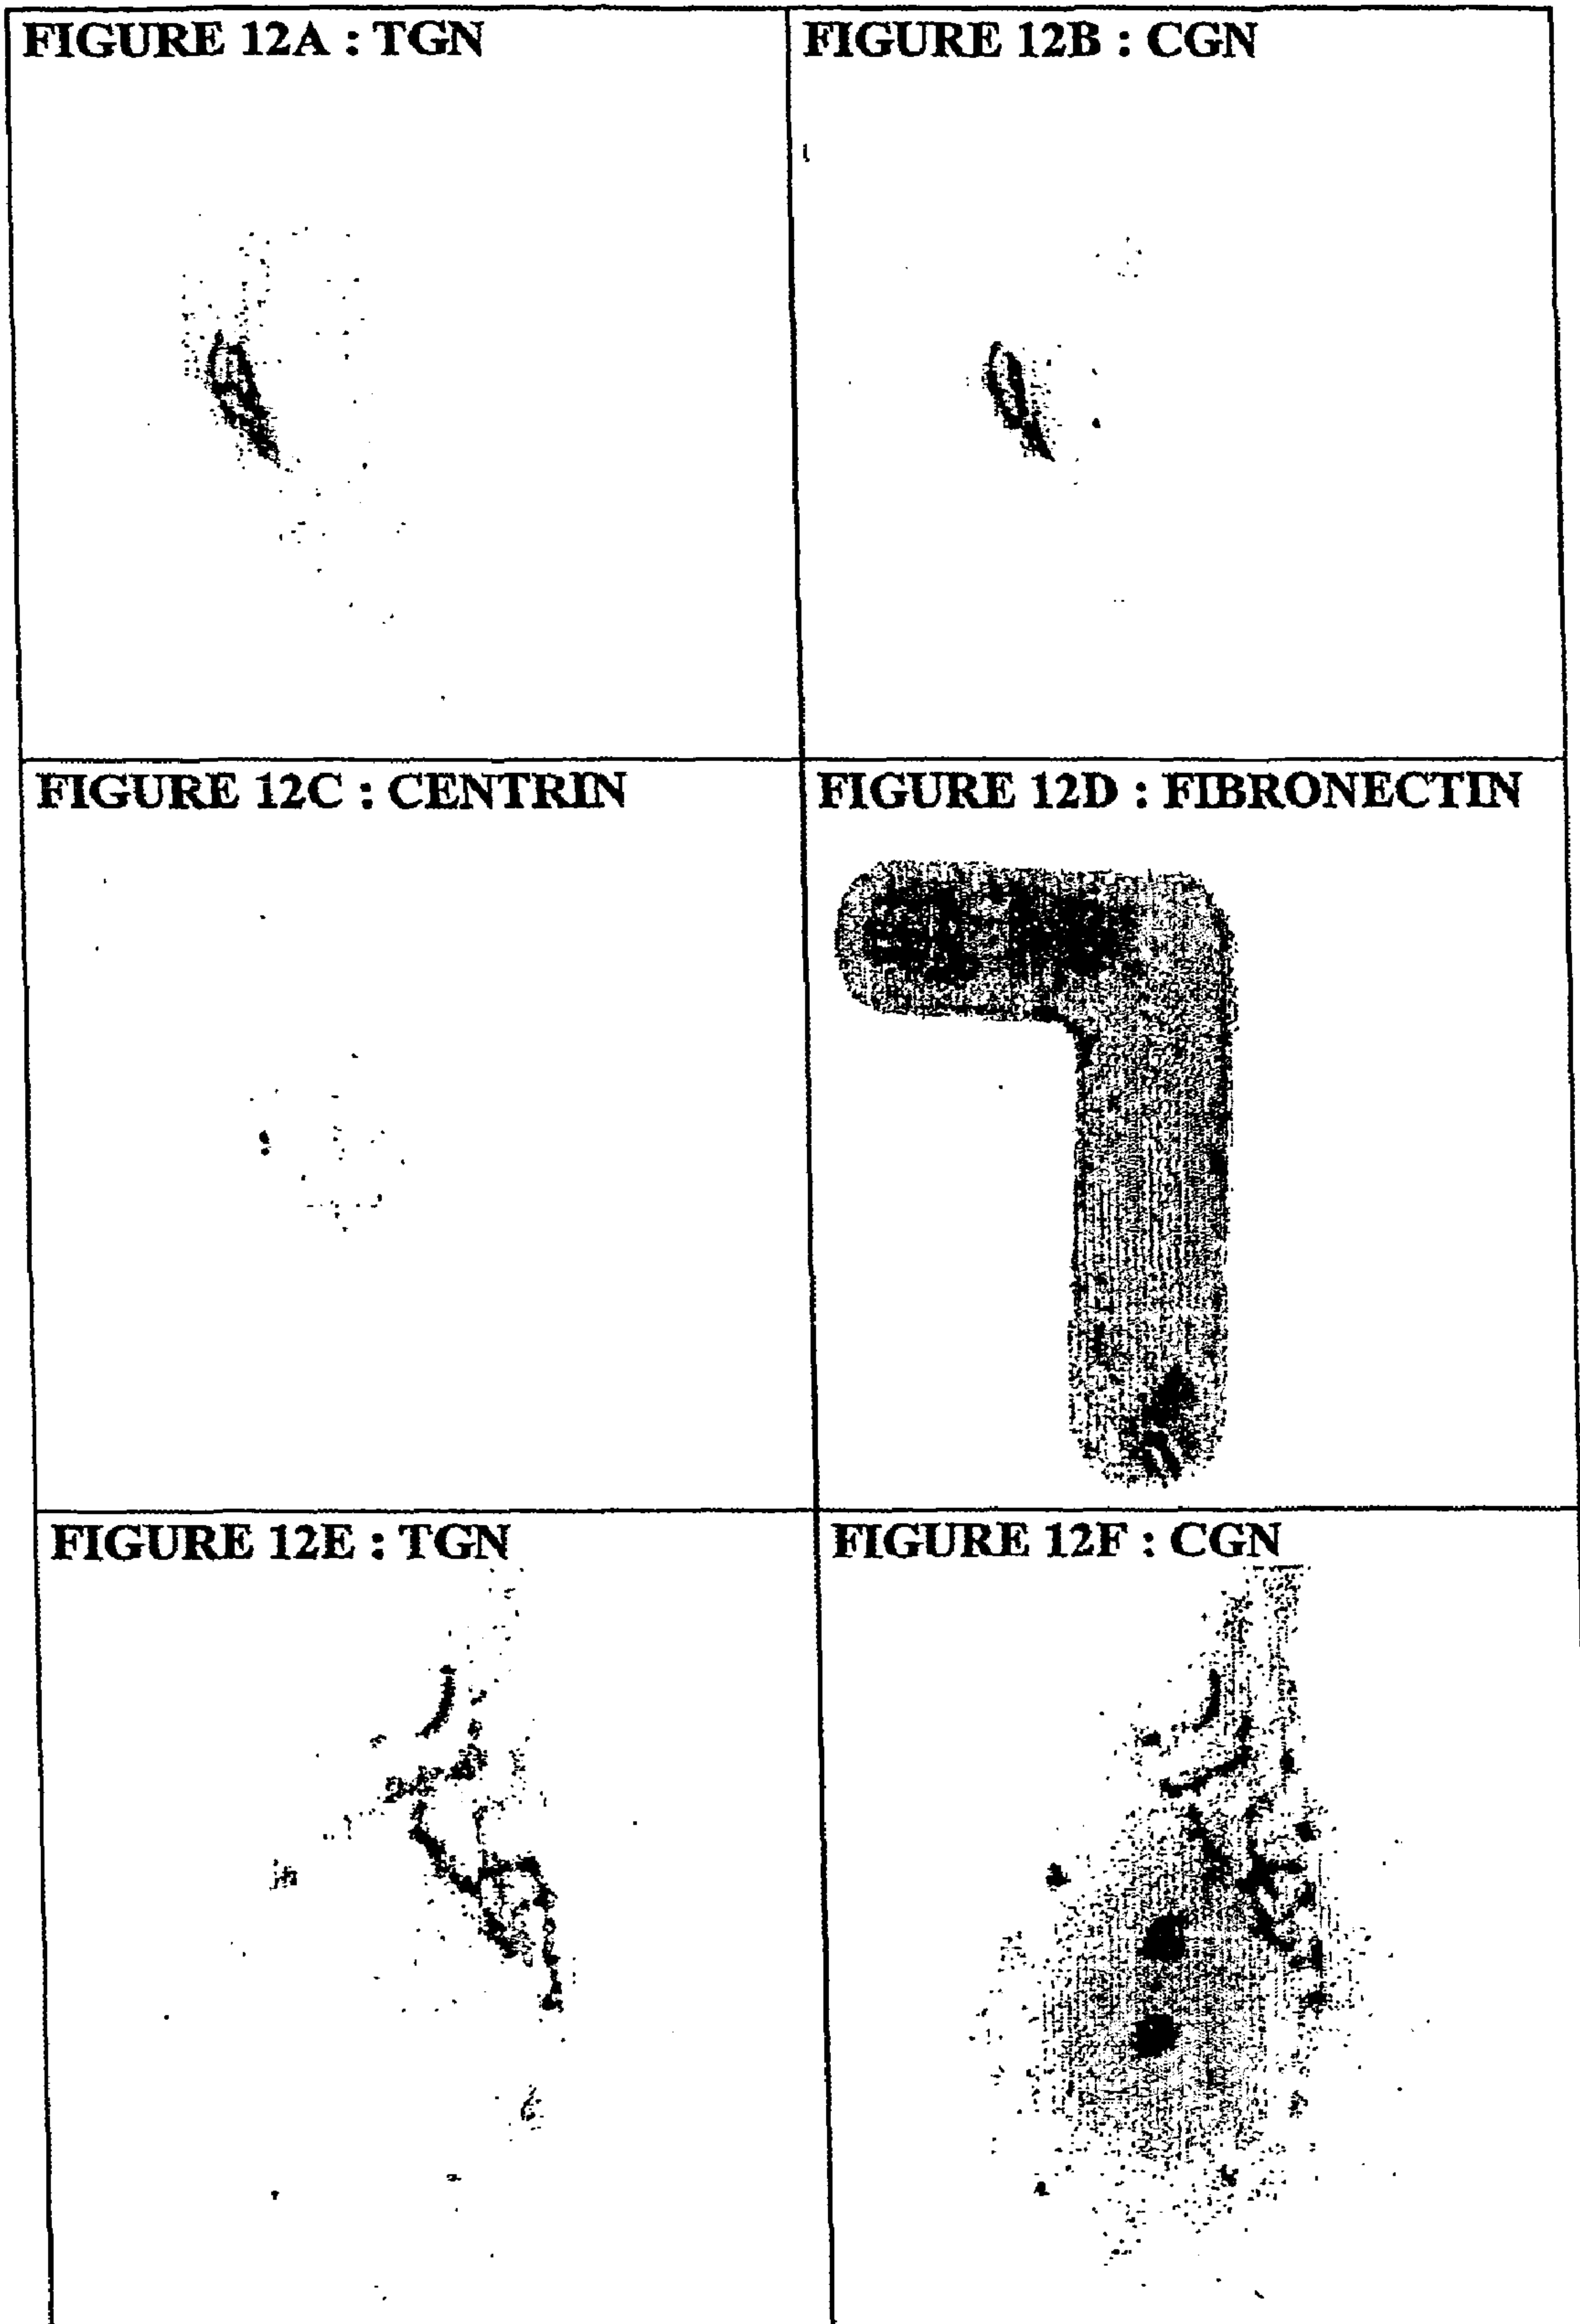 FIGURE 12A : TGN
FIGURE 12B : CGN
FIGURE 12C : CENTRIN
FIGURE 12D : FIBRONECTIN
FIGURE 12E : TGN
FIGURE 12F : CGN